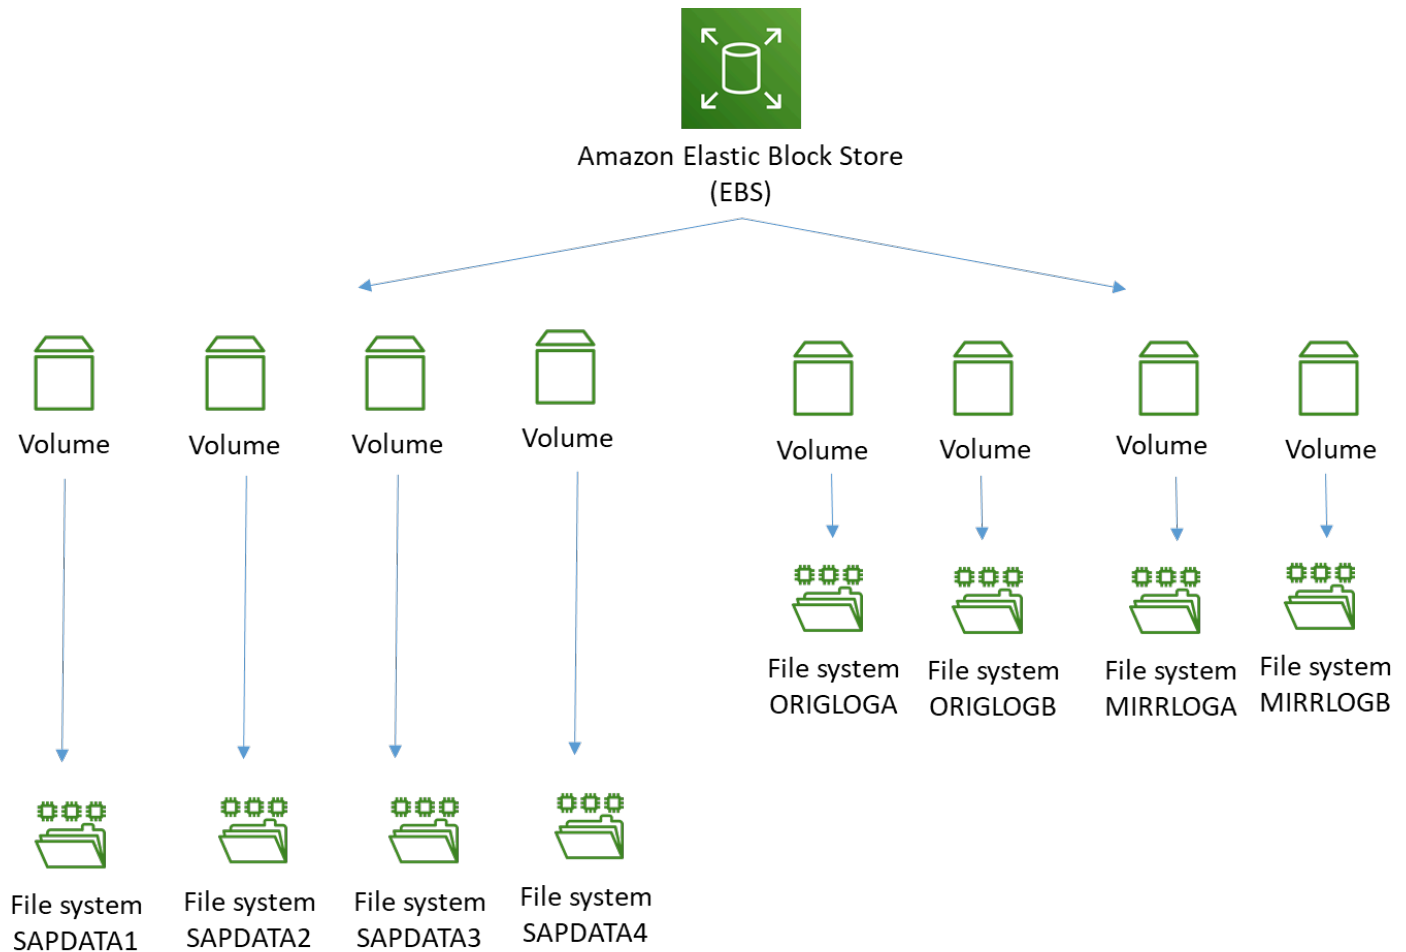 Amazon Elastic Block Store
(EBS)
Volume
Volume
Volume
Volume
Volume
Volume
Volume
Volume
File system
ORIGLOGA
File system
ORIGLOGB
File system
MIRRLOGA
File system
MIRRLOGB
File system
SAPDATA1
File system
SAPDATA2
File system
SAPDATA3
File system
SAPDATA4